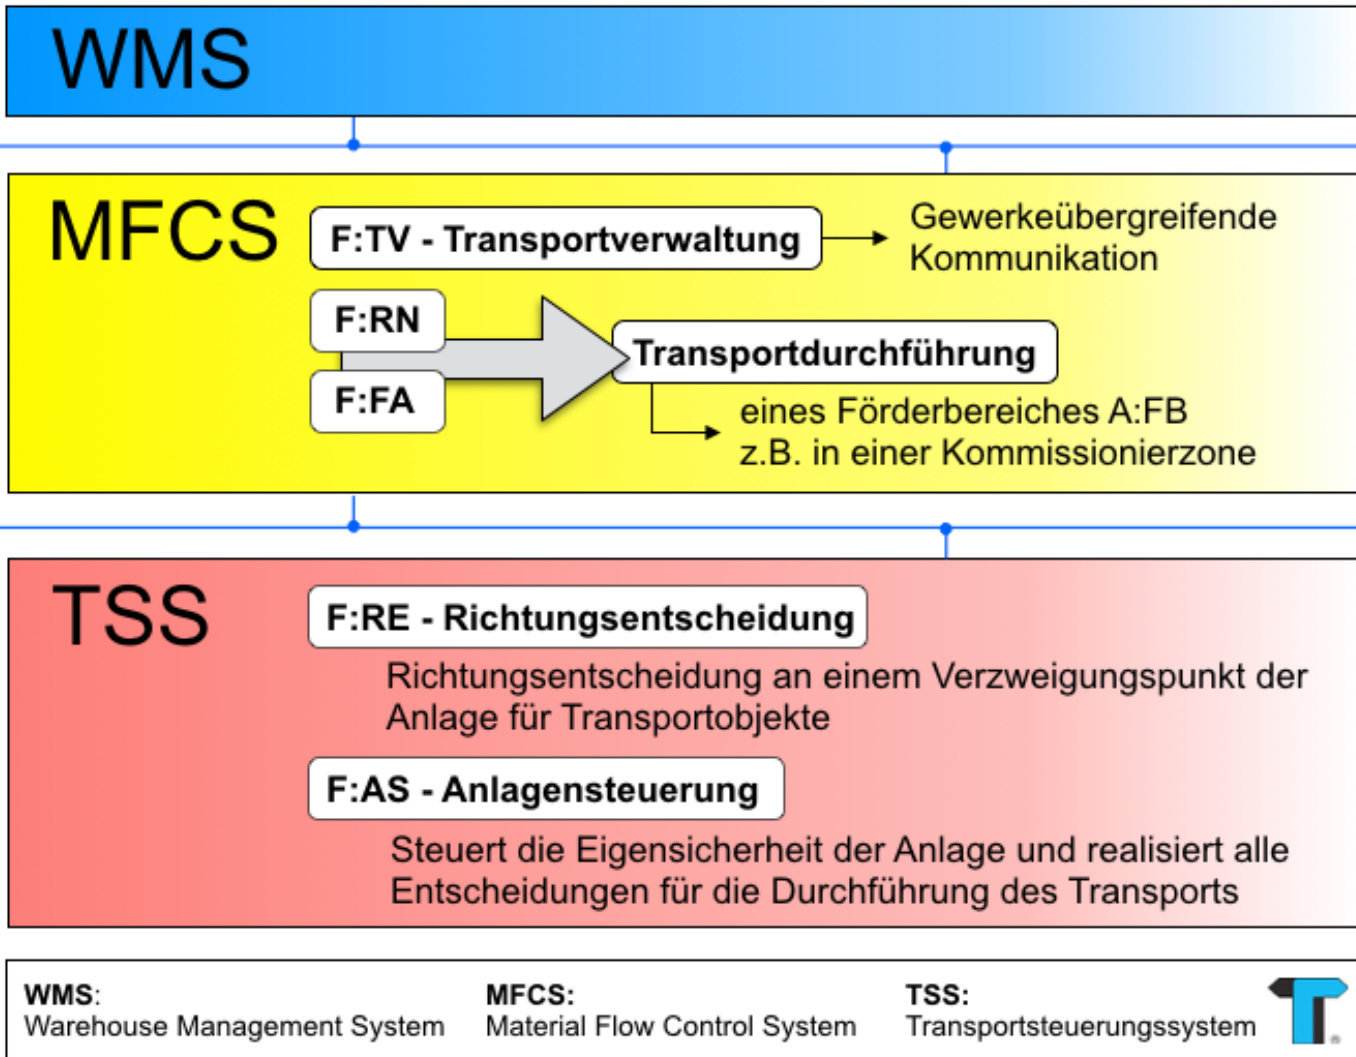 WMS
MFCS
F:TV - Transportverwaltung
Gewerkeübergreifende
Kommunikation
F:RN
F:FA
Transportdurchführung
eines Förderbereiches A:FB
z.B. in einer Kommissionierzone
TSS
F:RE - Richtungsentscheidung
Richtungsentscheidung an einem Verzweigungspunkt der
Anlage für Transportobjekte
F:AS - Anlagensteuerung
Steuert die Eigensicherheit der Anlage und realisiert alle
Entscheidungen für die Durchführung des Transports
WMS:
Warehouse Management System
MFCS:
Material Flow Control System
TSS:
Transportsteuerungssystem
®